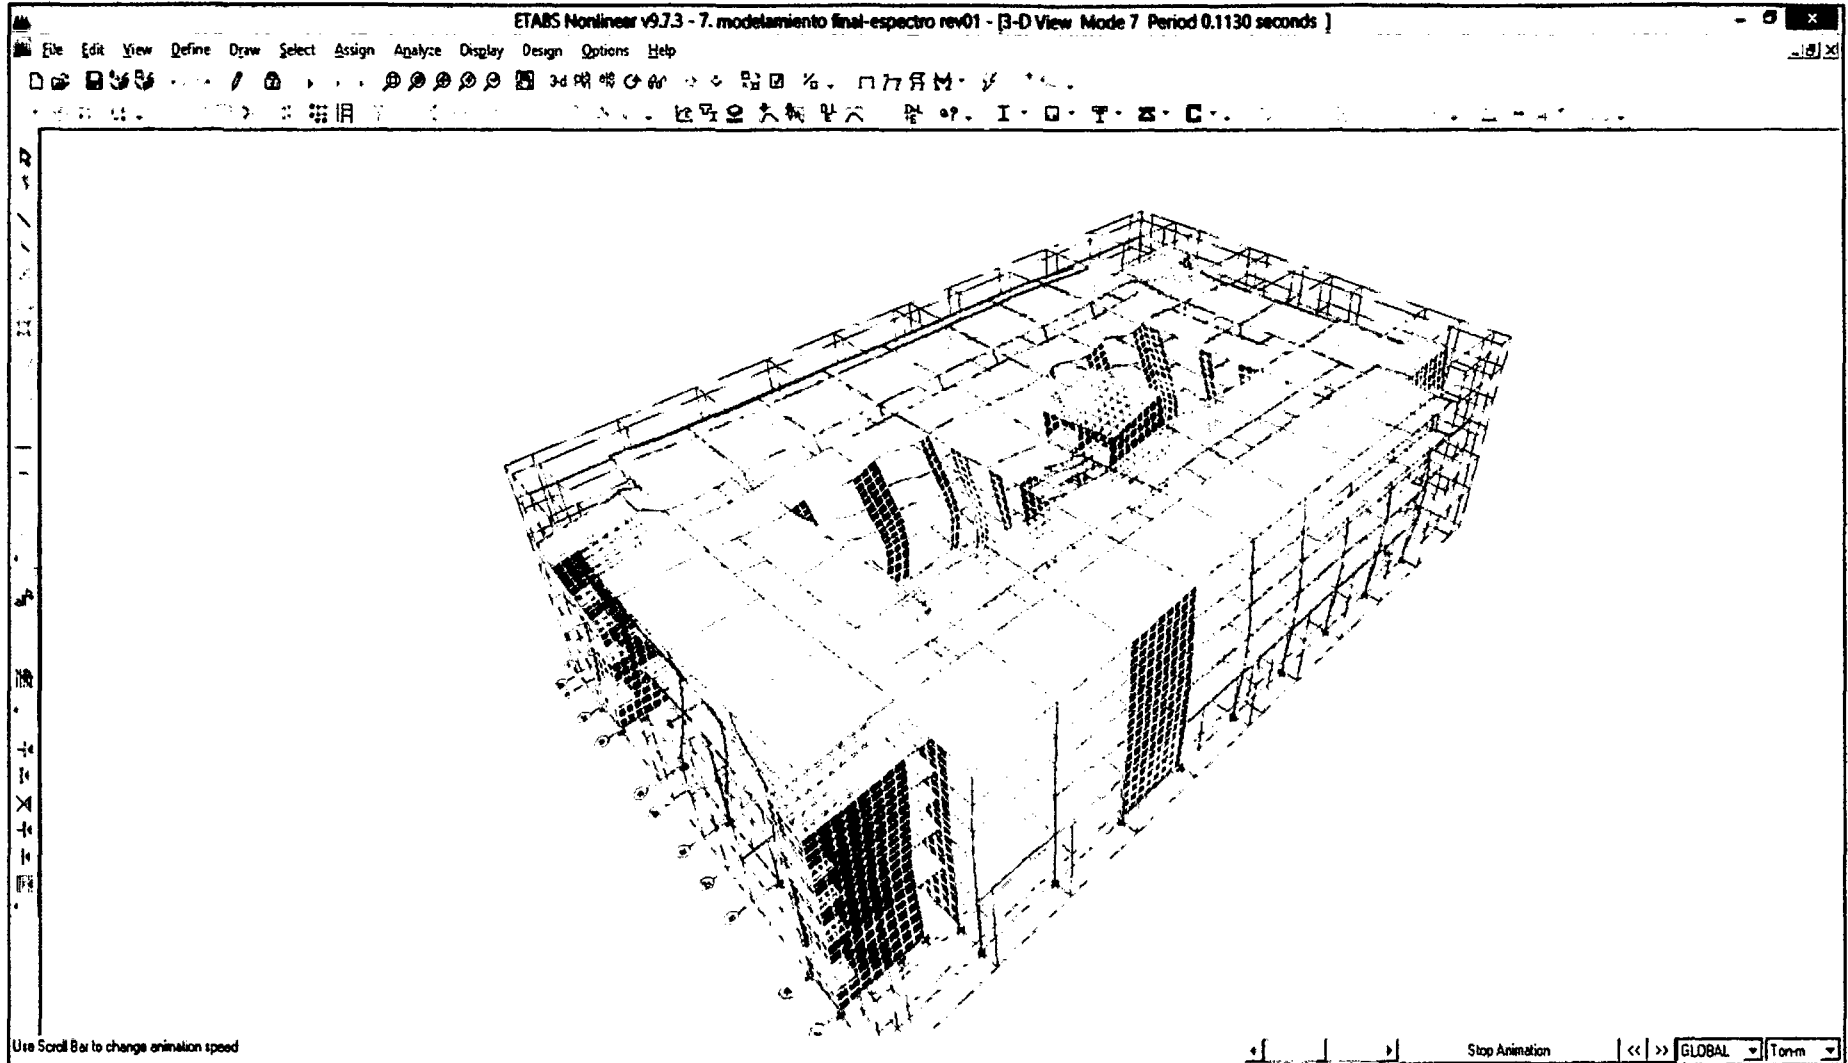 ETABS Nonlinear v9.7.3 - 7. modelamiento final-espectro rev01 - [3-D View Mode 7 Period 0.1130 seconds ]
File Edit View Define Draw Select Assign Analyze Display Design Options Help
3-d
Use Scroll Bar to change animation speed
Stop Animation << >> GLOBAL Ton-m